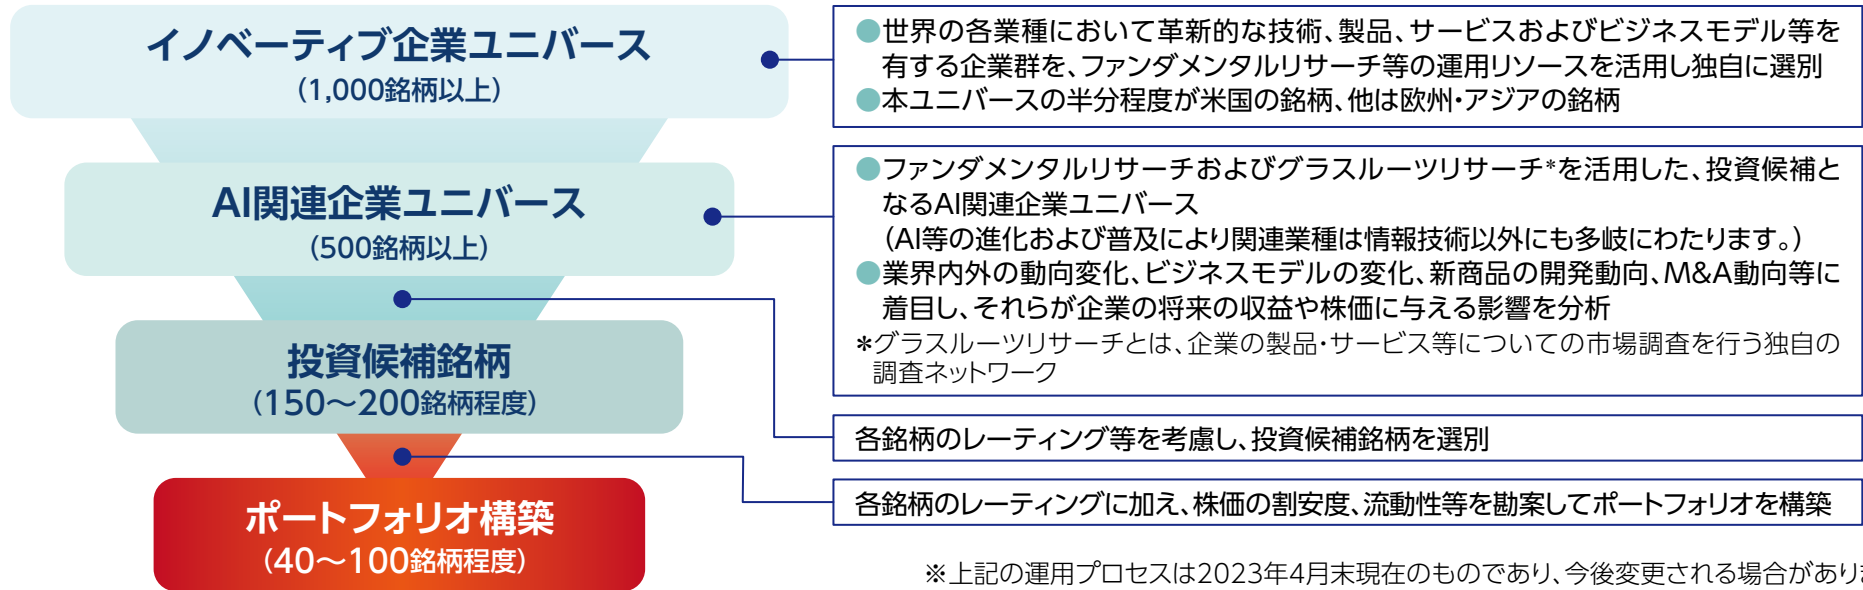 イノベーティブ企業ユニバース
(1,000銘柄以上)
●世界の各業種において革新的な技術、製品、サービスおよびビジネスモデル等を
有する企業群を、ファンダメンタルリサーチ等の運用リソースを活用し独自に選別
●本ユニバースの半分程度が米国の銘柄、他は欧州・アジアの銘柄
AI関連企業ユニバース
(500銘柄以上)
●ファンダメンタルリサーチおよびグラスルーツリサーチ*を活用した、投資候補と
なるAI関連企業ユニバース
(AI等の進化および普及により関連業種は情報技術以外にも多岐にわたります。)
●業界内外の動向変化、ビジネスモデルの変化、新商品の開発動向、M&A動向等に
着目し、それらが企業の将来の収益や株価に与える影響を分析
*グラスルーツリサーチとは、企業の製品・サービス等についての市場調査を行う独自の
調査ネットワーク
投資候補銘柄
(150～200銘柄程度)
各銘柄のレーティング等を考慮し、投資候補銘柄を選別
ポートフォリオ構築
(40～100銘柄程度)
各銘柄のレーティングに加え、株価の割安度、流動性等を勘案してポートフォリオを構築
※上記の運用プロセスは2023年4月末現在のものであり、今後変更される場合があり